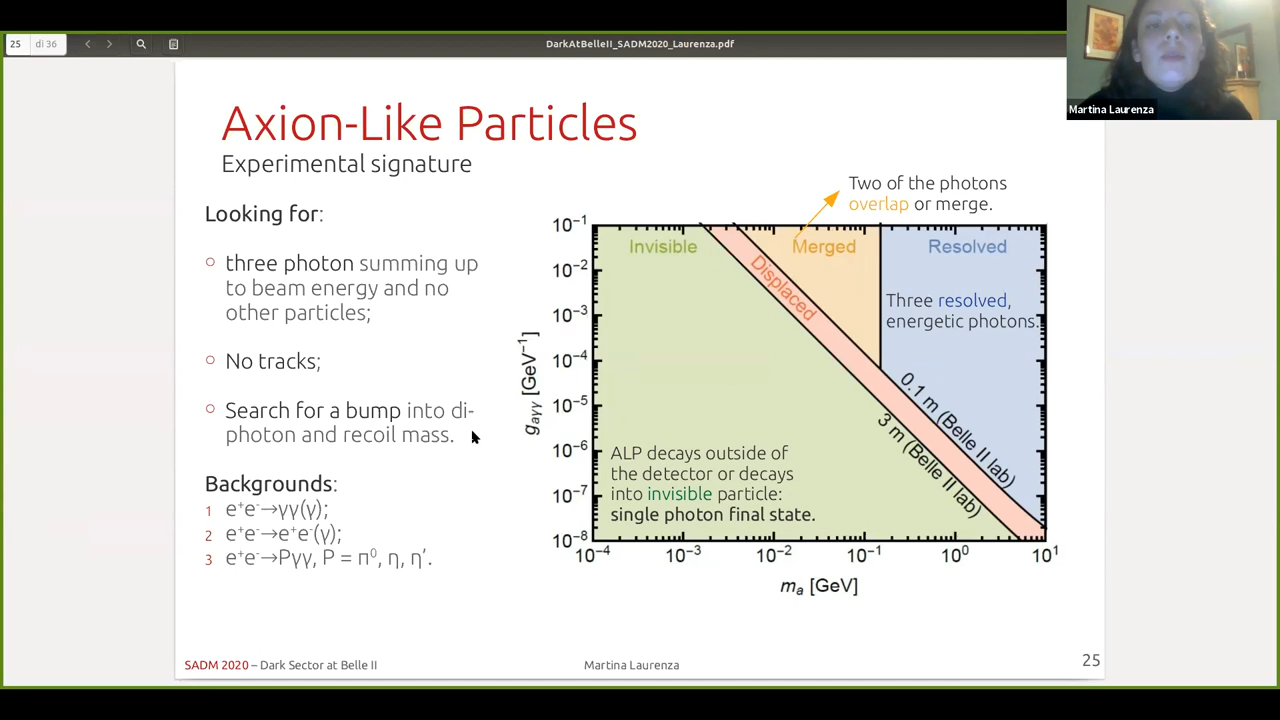 25 di 36
DarkAtBelleII_SADM2020_Laurenza.pdf
Martina Laurenza
Axion-Like Particles
Experimental signature
Looking for:
three photon summing up
to beam energy and no
other particles;
No tracks;
Search for a bump into di-
photon and recoil mass.
Backgrounds:
1 e⁺e⁻→γγ(γ);
2 e⁺e⁻→e⁺e⁻(γ);
3 e⁺e⁻→Pγγ, P = π⁰, η, η'.
Two of the photons
overlap or merge.
Invisible
Merged
Resolved
Displaced
Three resolved,
energetic photons.
0.1 m (Belle II lab)
3 m (Belle II lab)
ALP decays outside of
the detector or decays
into invisible particle:
single photon final state.
gₐγγ [GeV⁻¹]
10⁻¹
10⁻²
10⁻³
10⁻⁴
10⁻⁵
10⁻⁶
10⁻⁷
10⁻⁸
10⁻⁴ 10⁻³ 10⁻² 10⁻¹ 10⁰ 10¹
mₐ [GeV]
SADM 2020 – Dark Sector at Belle II
Martina Laurenza
25